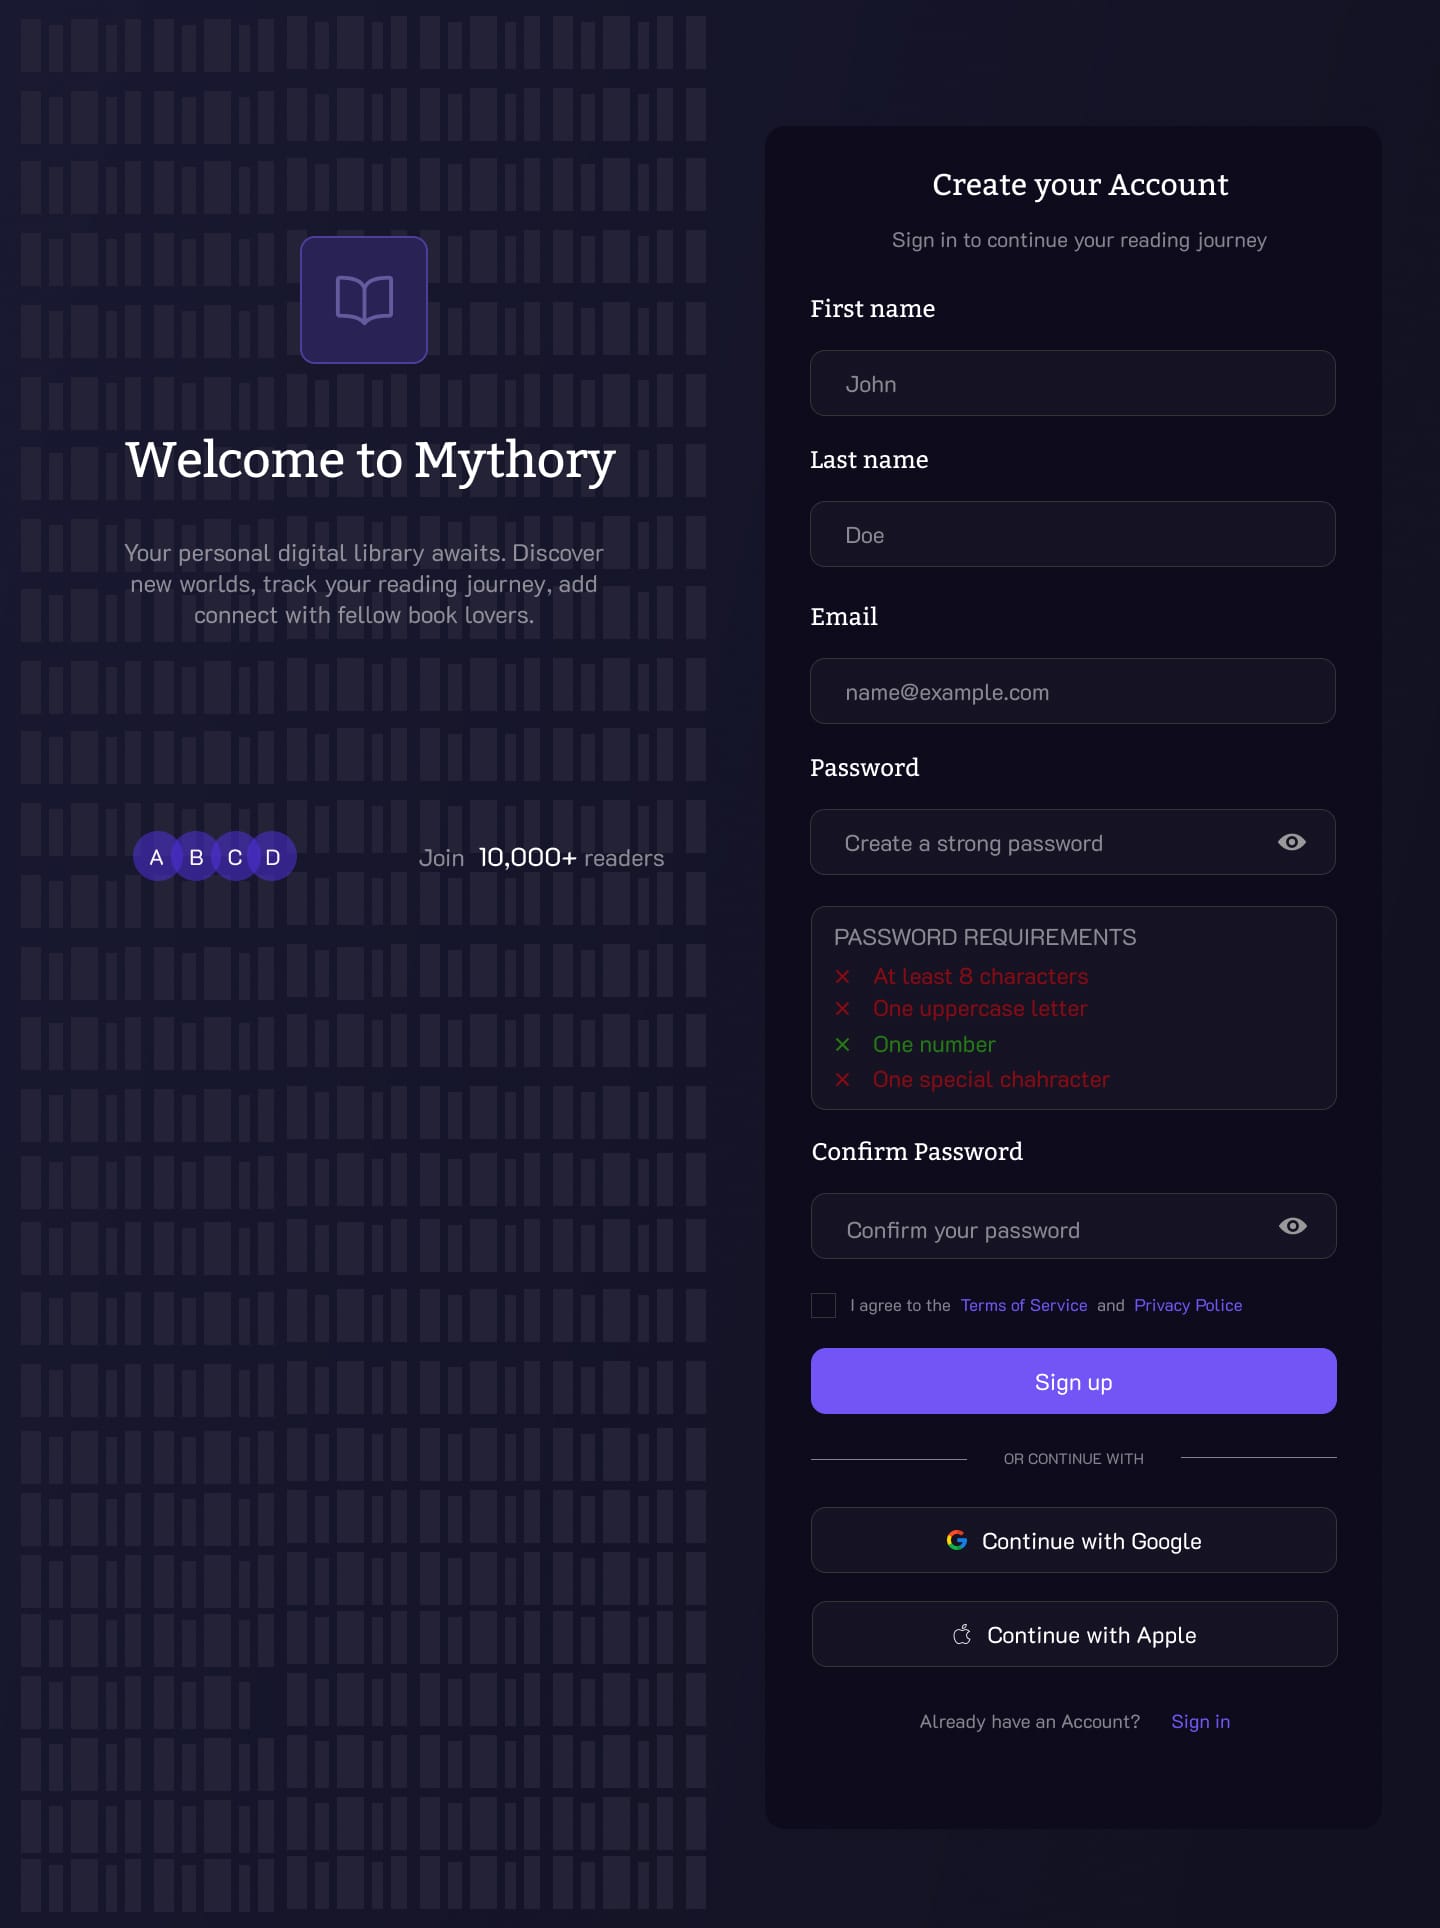 Welcome to Mythory
Your personal digital library awaits. Discover
new worlds, track your reading journey, add
connect with fellow book lovers.
A B C D
Join 10,000+ readers
Create your Account
Sign in to continue your reading journey
First name
John
Last name
Doe
Email
name@example.com
Password
Create a strong password
PASSWORD REQUIREMENTS
✕ At least 8 characters
✕ One uppercase letter
✕ One number
✕ One special chahracter
Confirm Password
Confirm your password
I agree to the Terms of Service and Privacy Police
Sign up
OR CONTINUE WITH
Continue with Google
Continue with Apple
Already have an Account? Sign in